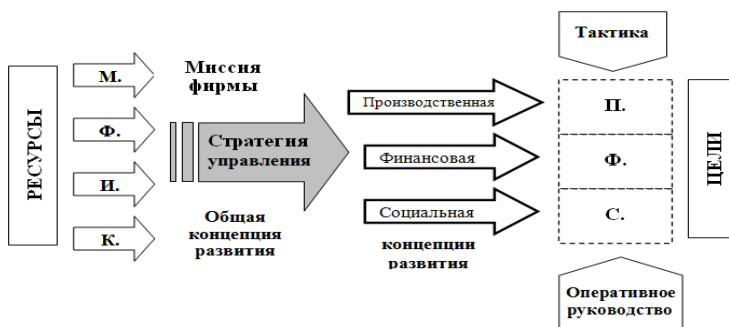 РЕСУРСЫ
М.
Ф.
И.
К.
Миссия
фирмы
Стратегия
управления
Общая
концепция
развития
Производственная
Финансовая
Социальная
концепции
развития
Тактика
П.
Ф.
С.
Оперативное
руководство
ЦЕЛИ